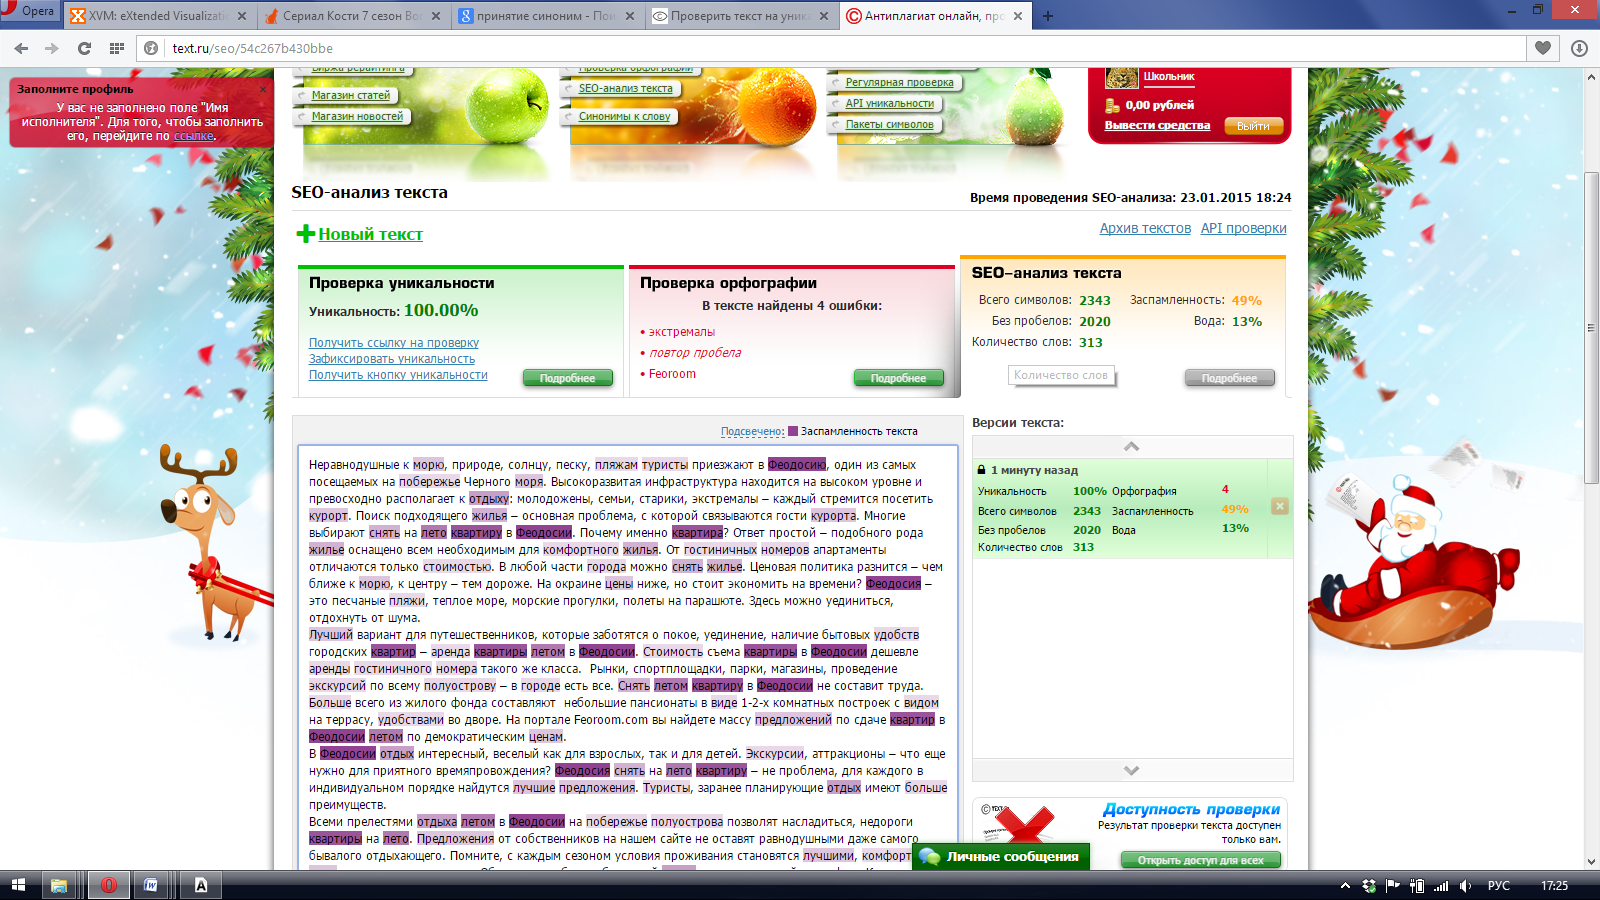 Opera
XVM: eXtended Visualizati
Сериал Кости 7 сезон Bo
принятие синоним - Пои
Проверить текст на уник
Антиплагиат онлайн, про
text.ru/seo/54c267b430bbe
Заполните профиль
У вас не заполнено поле "Имя
исполнителя". Для того, чтобы заполнить
его, перейдите по ссылке.
Биржа рерайтинга
Магазин статей
Магазин новостей
Проверка орфографии
SEO-анализ текста
Синонимы к слову
Регулярная проверка
API уникальности
Пакеты символов
Школьник
0,00 рублей
Вывести средства
Выйти
SEO-анализ текста
Время проведения SEO-анализа: 23.01.2015 18:24
Новый текст
Архив текстов API проверки
Проверка уникальности
Уникальность: 100.00%
Получить ссылку на проверку
Зафиксировать уникальность
Получить кнопку уникальности
Подробнее
Проверка орфографии
В тексте найдены 4 ошибки:
• экстремалы
• повтор пробела
• Feoroom
Подробнее
SEO-анализ текста
Всего символов: 2343 Заспамленность: 49%
Без пробелов: 2020 Вода: 13%
Количество слов: 313
Количество слов
Подробнее
Подсвечено: Заспамленность текста
Неравнодушные к морю, природе, солнцу, песку, пляжам туристы приезжают в Феодосию, один из самых
посещаемых на побережье Черного моря. Высокоразвитая инфраструктура находится на высоком уровне и
превосходно располагает к отдыху: молодожены, семьи, старики, экстремалы – каждый стремится посетить
курорт. Поиск подходящего жилья – основная проблема, с которой связываются гости курорта. Многие
выбирают снять на лето квартиру в Феодосии. Почему именно квартира? Ответ простой – подобного рода
жилье оснащено всем необходимым для комфортного жилья. От гостиничных номеров апартаменты
отличаются только стоимостью. В любой части города можно снять жилье. Ценовая политика разнится – чем
ближе к морю, к центру – тем дороже. На окраине цены ниже, но стоит экономить на времени? Феодосия –
это песчаные пляжи, теплое море, морские прогулки, полеты на парашюте. Здесь можно уединиться,
отдохнуть от шума.
Лучший вариант для путешественников, которые заботятся о покое, уединение, наличие бытовых удобств
городских квартир – аренда квартиры летом в Феодосии. Стоимость съема квартиры в Феодосии дешевле
аренды гостиничного номера такого же класса. Рынки, спортплощадки, парки, магазины, проведение
экскурсий по всему полуострову – в городе есть все. Снять летом квартиру в Феодосии не составит труда.
Больше всего из жилого фонда составляют небольшие пансионаты в виде 1-2-х комнатных построек с видом
на террасу, удобствами во дворе. На портале Feoroom.com вы найдете массу предложений по сдаче квартир в
Феодосии летом по демократическим ценам.
В Феодосии отдых интересный, веселый как для взрослых, так и для детей. Экскурсии, аттракционы – что еще
нужно для приятного времяпровождения? Феодосия снять на лето квартиру – не проблема, для каждого в
индивидуальном порядке найдутся лучшие предложения. Туристы, заранее планирующие отдых имеют больше
преимуществ.
Всеми прелестями отдыха летом в Феодосии на побережье полуострова позволят насладиться, недороги
квартиры на лето. Предложения от собственников на нашем сайте не оставят равнодушными даже самого
бывалого отдыхающего. Помните, с каждым сезоном условия проживания становятся лучшими, комфорт
Версии текста:
1 минуту назад
Уникальность 100% Орфография 4
Всего символов 2343 Заспамленность 49%
Без пробелов 2020 Вода 13%
Количество слов 313
Доступность проверки
Результат проверки текста доступен
только вам.
Открыть доступ для всех
Личные сообщения
РУС
17:25